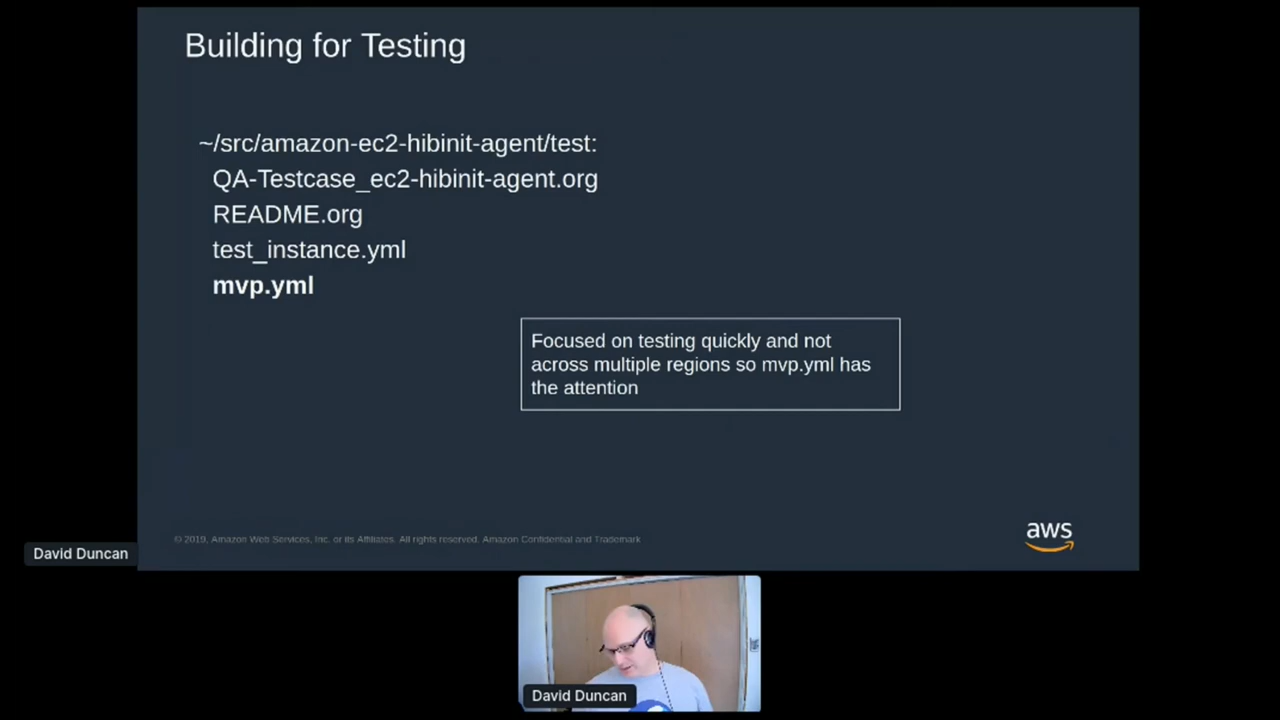 Building for Testing
~/src/amazon-ec2-hibinit-agent/test:
QA-Testcase_ec2-hibinit-agent.org
README.org
test_instance.yml
mvp.yml
Focused on testing quickly and not
across multiple regions so mvp.yml has
the attention
© 2019, Amazon Web Services, Inc. or its Affiliates. All rights reserved. Amazon Confidential and Trademark
aws
David Duncan
David Duncan